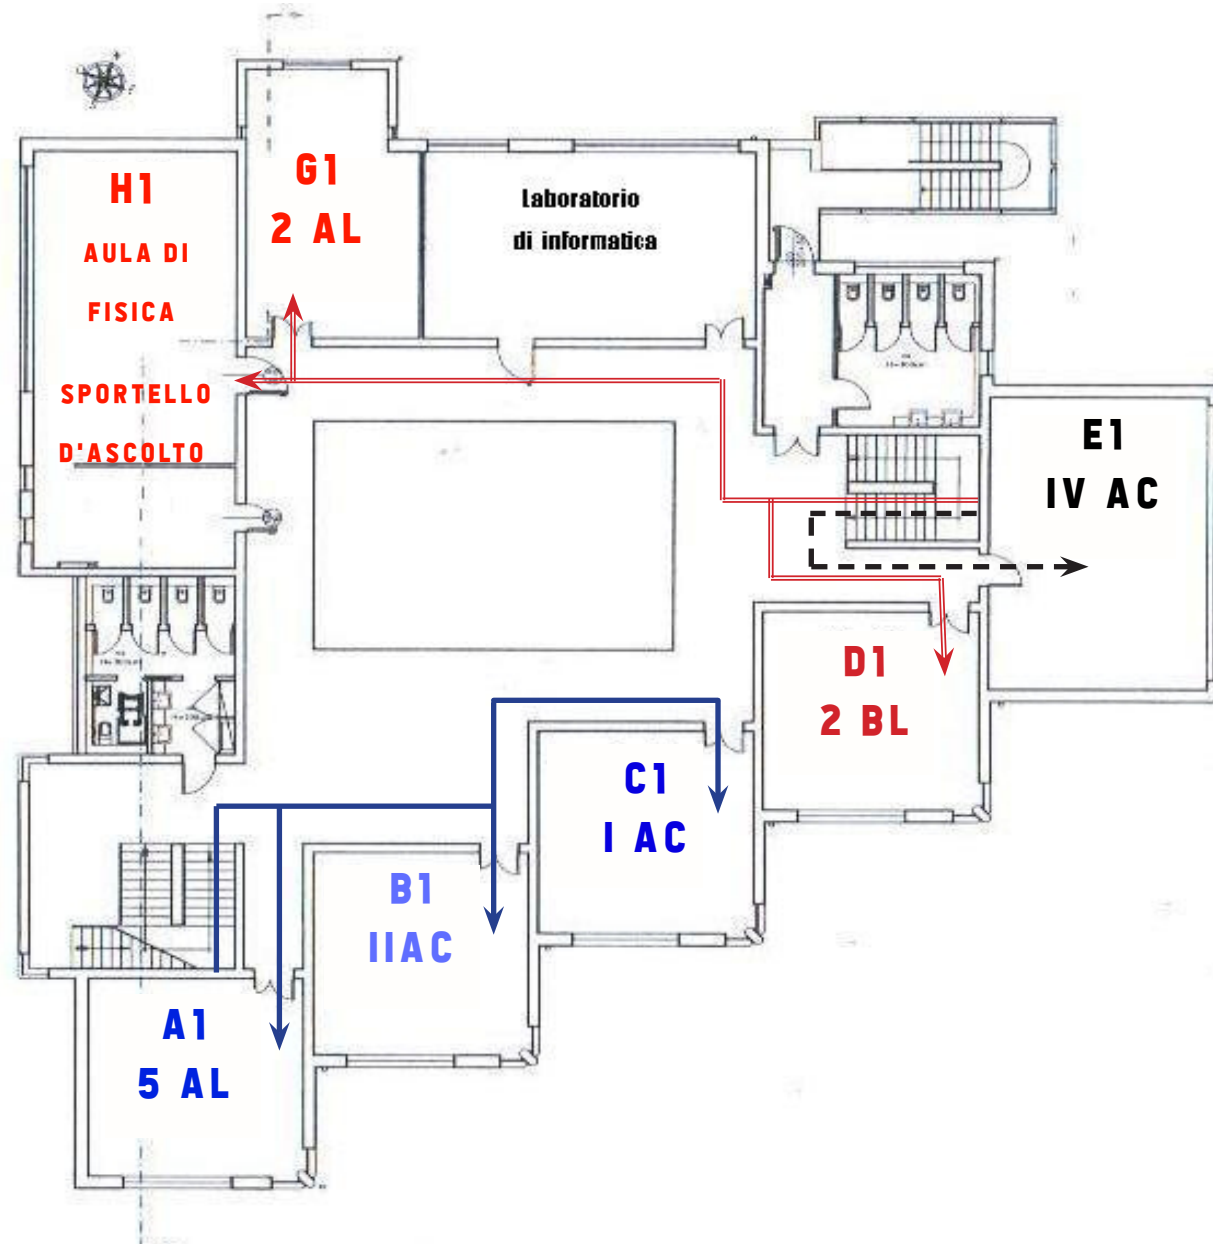 H1
AULA DI
FISICA
SPORTELLO
D'ASCOLTO
G1
2 AL
Laboratorio
di informatica
E1
IV AC
D1
2 BL
C1
I AC
B1
IIAC
A1
5 AL